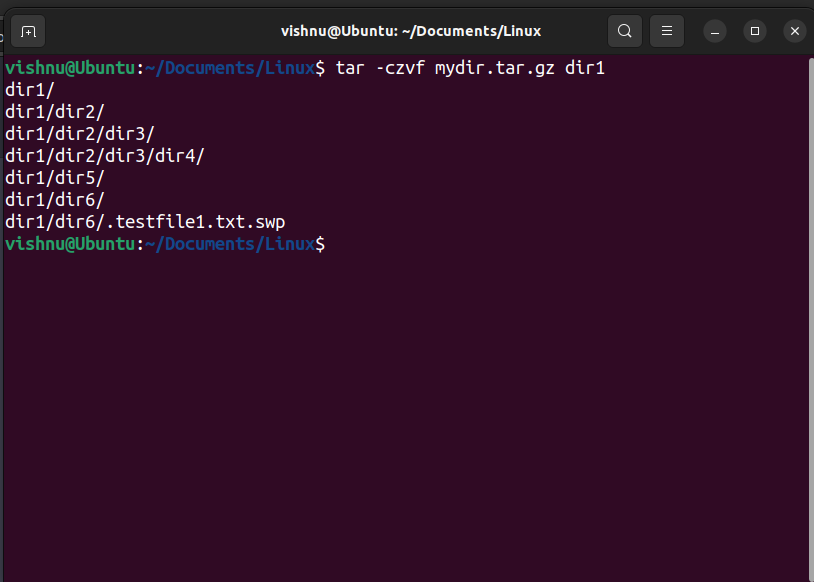 vishnu@Ubuntu: ~/Documents/Linux
vishnu@Ubuntu:~/Documents/Linux$ tar -czvf mydir.tar.gz dir1
dir1/
dir1/dir2/
dir1/dir2/dir3/
dir1/dir2/dir3/dir4/
dir1/dir5/
dir1/dir6/
dir1/dir6/.testfile1.txt.swp
vishnu@Ubuntu:~/Documents/Linux$